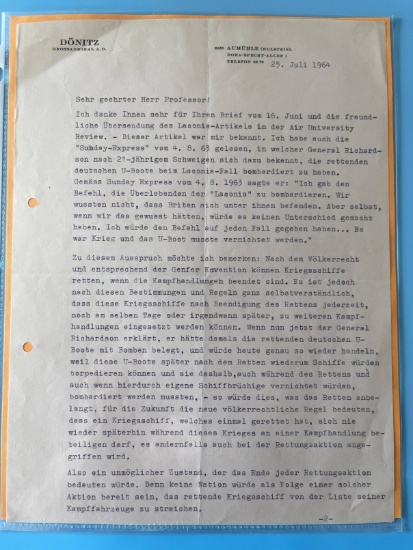 DÖNITZ
GROSSADMIRAL A. D.
2055 AUMÜHLE (HOLSTEIN),
DORA-SPECHT-ALLEE 1
TELEFON 2270
25. Juli 1964
Sehr geehrter Herr Professor!
Ich danke Ihnen sehr für Ihren Brief vom 16. Juni und die freund-
liche Übersendung des Laconia-Artikels in der Air University
Review. - Dieser Artikel war mir bekannt. Ich habe auch die
"Sunday-Express" vom 4. 8. 63 gelesen, in welcher General Richard-
son nach 21-jährigem Schweigen sich dazu bekennt, die rettenden
deutschen U-Boote beim Laconia-Fall bombardiert zu haben.
Gemäss Sunday Express vom 4. 8. 1963 sagte er: "Ich gab den
Befehl, die Überlebenden der "Laconia" zu bombardieren. Wir
wussten nicht, dass Briten sich unter ihnen befanden. Aber selbst,
wenn wir das gewusst hätten, würde es keinen Unterschied gemacht
haben. Ich würde den Befehl auf jeden Fall gegeben haben... Es
war Krieg und das U-Boot musste vernichtet werden."
Zu diesem Ausspruch möchte ich bemerken: Nach dem Völkerrecht
und entsprechend der Genfer Konvention können Kriegsschiffe
retten, wenn die Kampfhandlungen beendet sind. Es ist jedoch
nach diesen Bestimmungen und Regeln ganz selbstverständlich,
dass diese Kriegsschiffe nach Beendigung des Rettens jederzeit,
noch am selben Tage oder irgendwann später, zu weiteren Kampf-
handlungen eingesetzt werden können. Wenn nun jetzt der General
Richardson erklärt, er hätte damals die rettenden deutschen U-
Boote mit Bomben belegt, und würde heute genau so wieder handeln,
weil diese U-Boote später nach dem Retten wiederum Schiffe würden
torpedieren können und sie deshalb, auch während des Rettens und
auch wenn hierdurch eigene Schiffbrüchige vernichtet würden,
bombardiert werden mussten, - so würde dies, was das Retten anbe-
langt, für die Zukunft die neue völkerrechtliche Regel bedeuten,
dass ein Kriegsschiff, welches einmal gerettet hat, sich nie
wieder späterhin während dieses Krieges an einer Kampfhandlung be-
teiligen darf, es andernfalls auch bei der Rettungsaktion ange-
griffen wird.
Also ein unmöglicher Zustand, der das Ende jeder Rettungsaktion
bedeuten würde. Denn keine Nation würde als Folge einer solcher
Aktion bereit sein, das rettende Kriegsschiff von der Liste seiner
Kampffahrzeuge zu streichen.
-2-